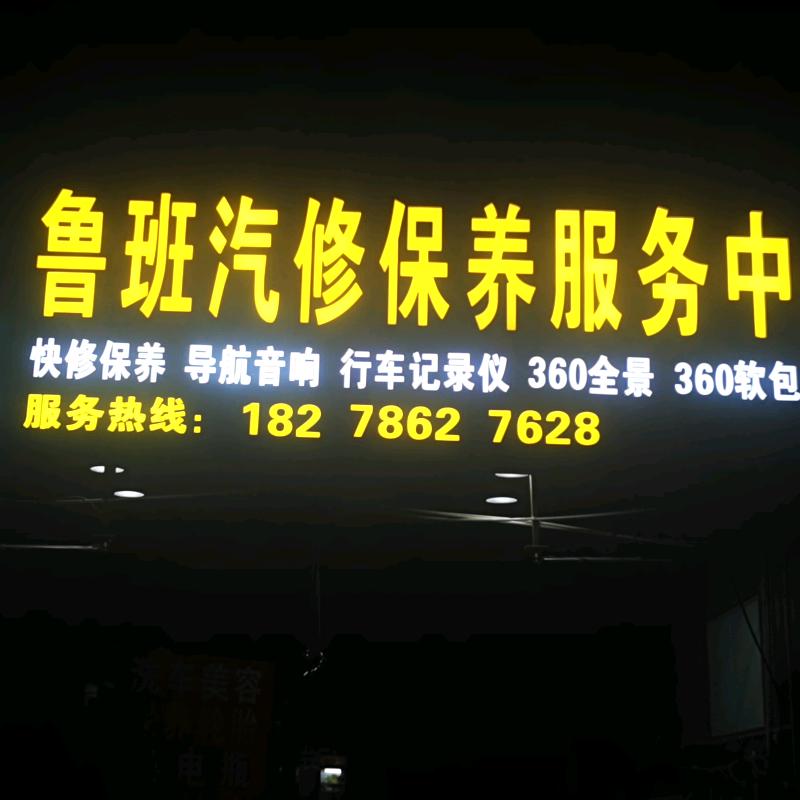 鲁班汽修保养服务中
快修保养 导航音响 行车记录仪 360全景 360软包
服务热线: 182 7862 7628
洗车美容
电瓶